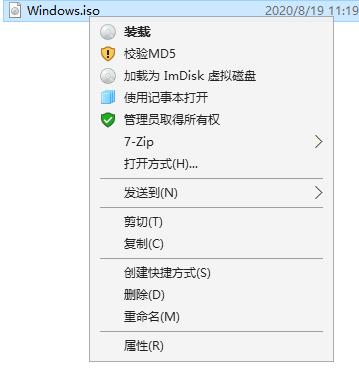 Windows.iso 2020/8/19 11:19
装载
校验MD5
加载为 ImDisk 虚拟磁盘
使用记事本打开
管理员取得所有权
7-Zip
打开方式(H)...
发送到(N)
剪切(T)
复制(C)
创建快捷方式(S)
删除(D)
重命名(M)
属性(R)